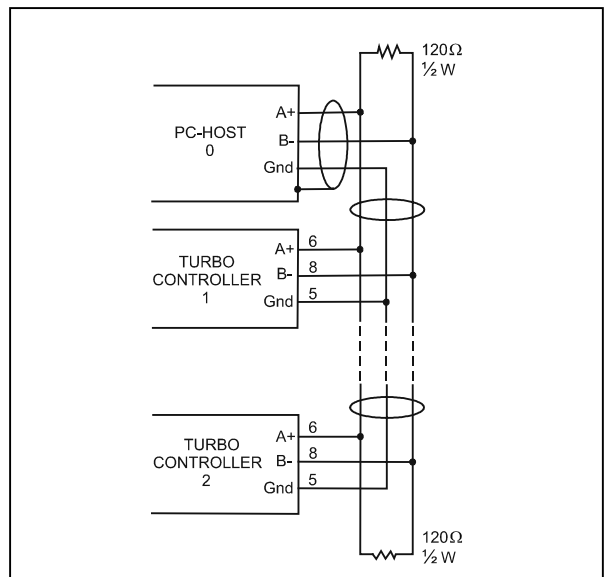 120Ω
½ W
PC-HOST
0
A+
B-
Gnd
TURBO
CONTROLLER
1
A+ 6
B- 8
Gnd 5
TURBO
CONTROLLER
2
A+ 6
B- 8
Gnd 5
120Ω
½ W